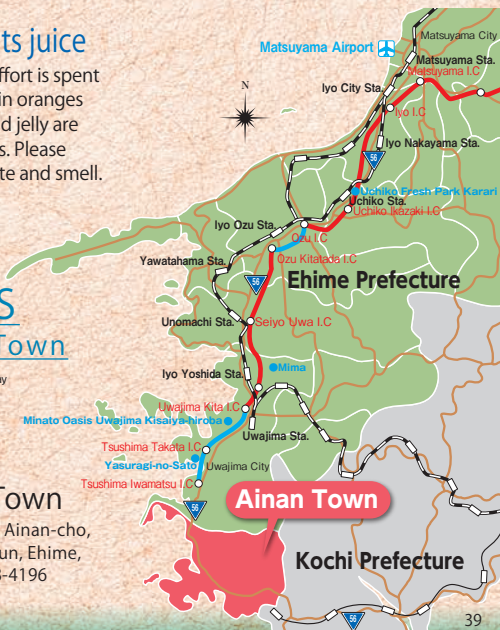 ts juice
ffort is spent
in oranges
d jelly are
s. Please
te and smell.
S
Town
ay
Town
Ainan-cho,
un, Ehime,
-4196
N
Matsuyama City
Matsuyama Airport
Matsuyama Sta.
Matsuyama I.C
Iyo City Sta.
Iyo I.C
Iyo Nakayama Sta.
56
Uchiko Fresh Park Karari
Uchiko Sta.
Uchiko Ikazaki I.C
Iyo Ozu Sta.
Ozu I.C
Ozu Kitatada I.C
Yawatahama Sta.
56
Ehime Prefecture
Unomachi Sta.
Seiyo Uwa I.C
Iyo Yoshida Sta.
Mima
Uwajima Kita I.C
Minato Oasis Uwajima Kisaiya-hiroba
Uwajima Sta.
Tsushima Takata I.C
Yasuragi-no-Sato
Uwajima City
Tsushima Iwamatsu I.C
56
Ainan Town
Kochi Prefecture
56
39